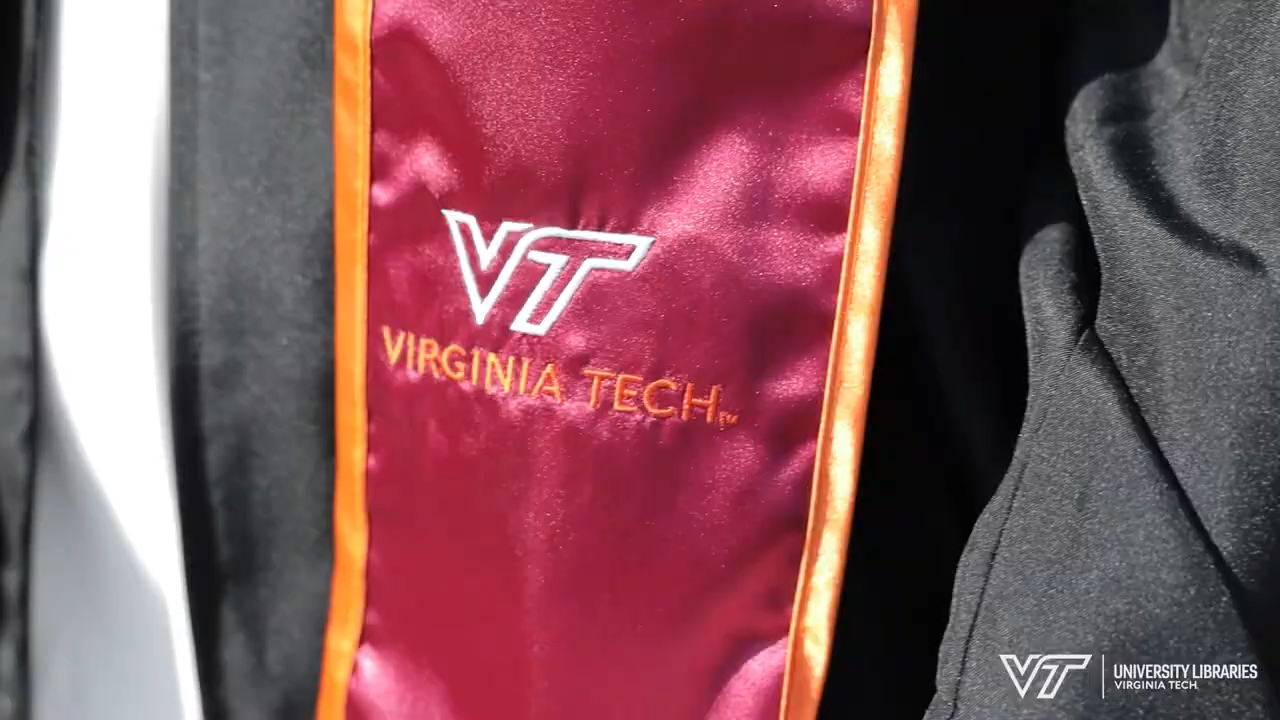 VT
VIRGINIA TECH™
VT
UNIVERSITY LIBRARIES
VIRGINIA TECH.